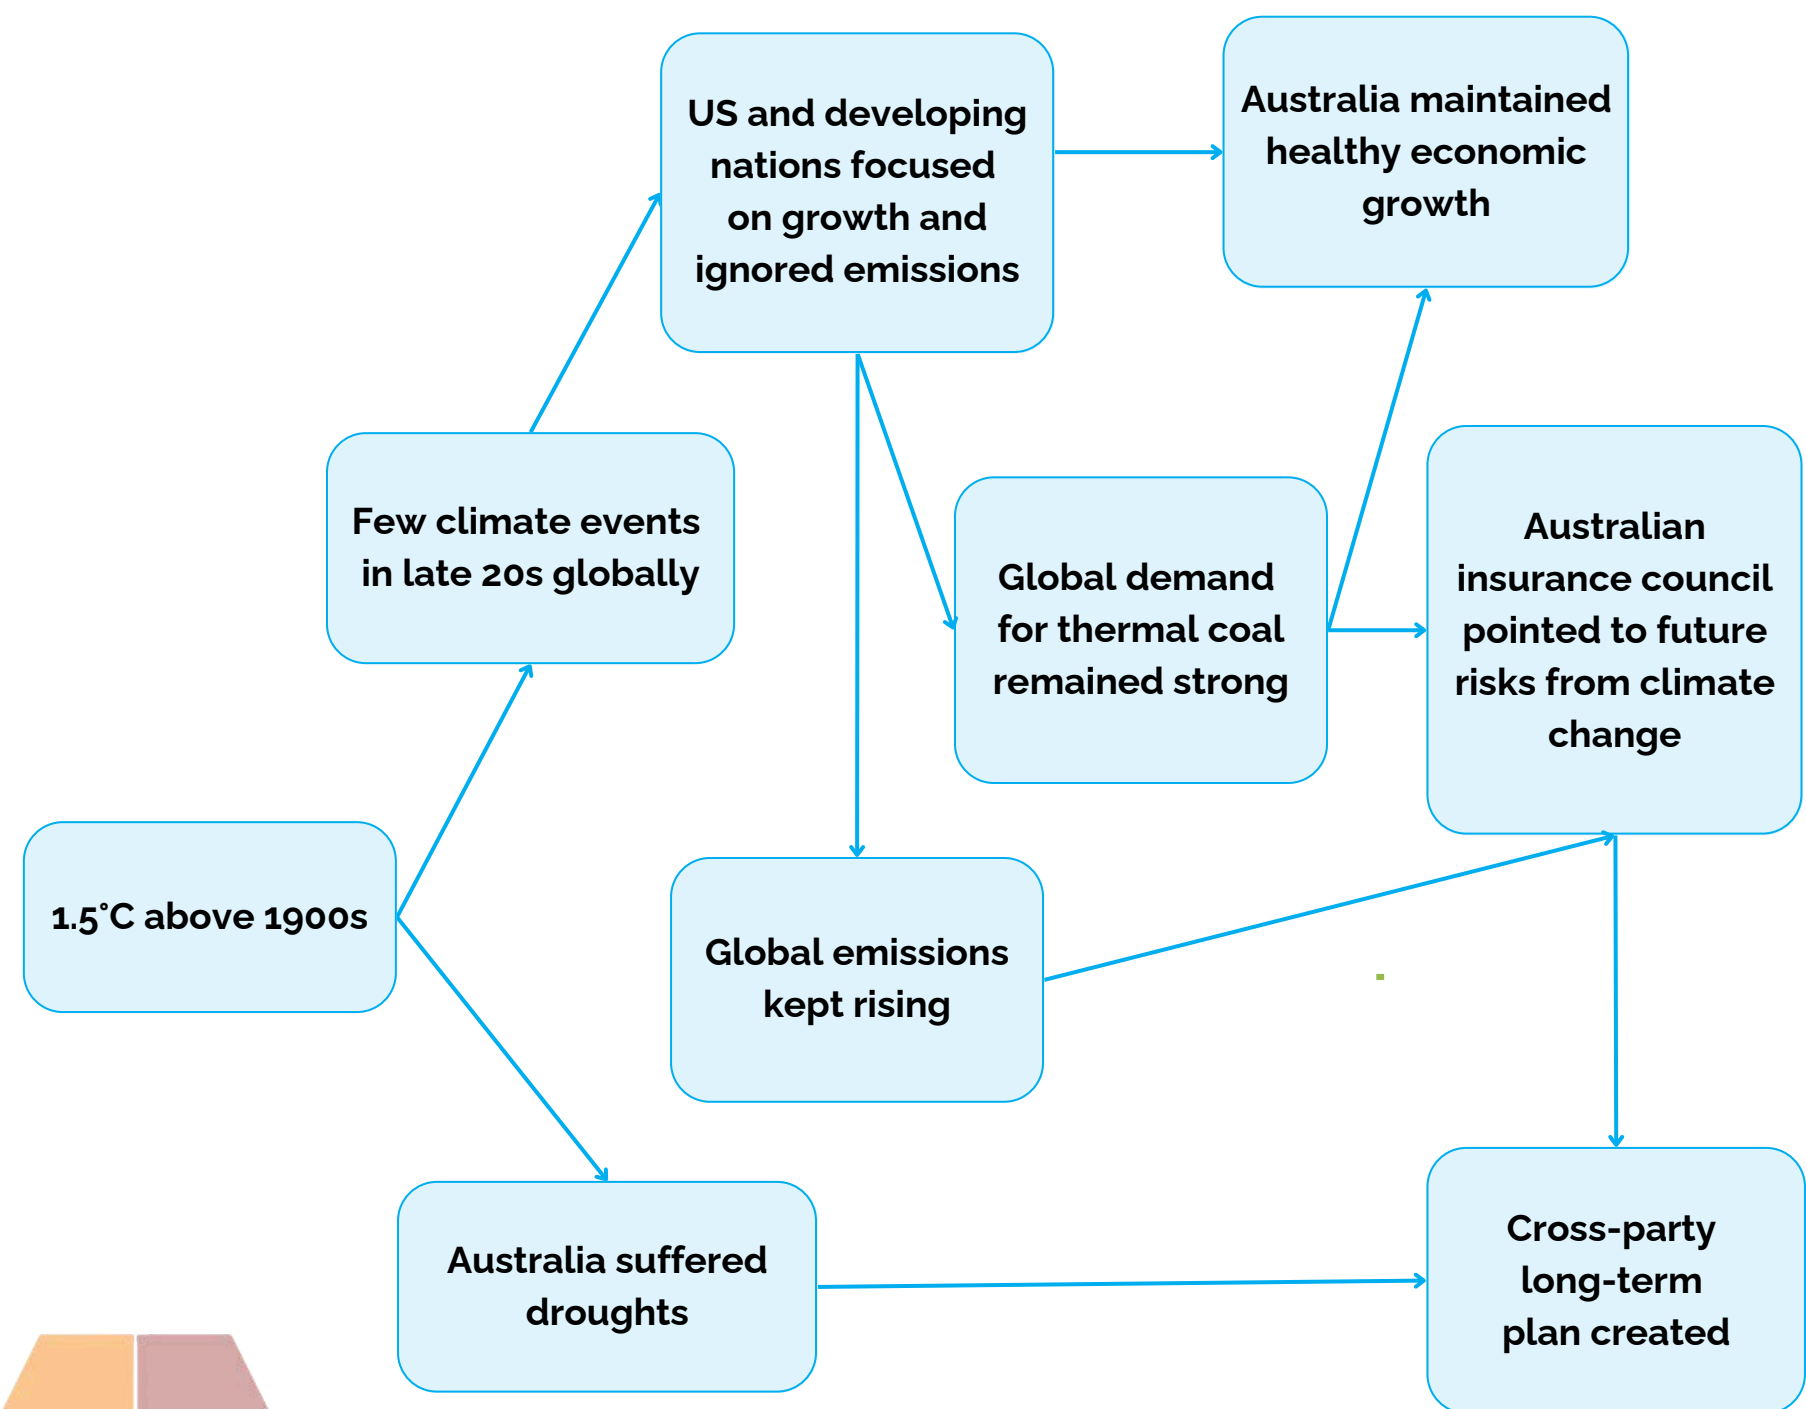 US and developing
nations focused
on growth and
ignored emissions
Australia maintained
healthy economic
growth
Few climate events
in late 20s globally
Global demand
for thermal coal
remained strong
Australian
insurance council
pointed to future
risks from climate
change
1.5°C above 1900s
Global emissions
kept rising
Australia suffered
droughts
Cross-party
long-term
plan created